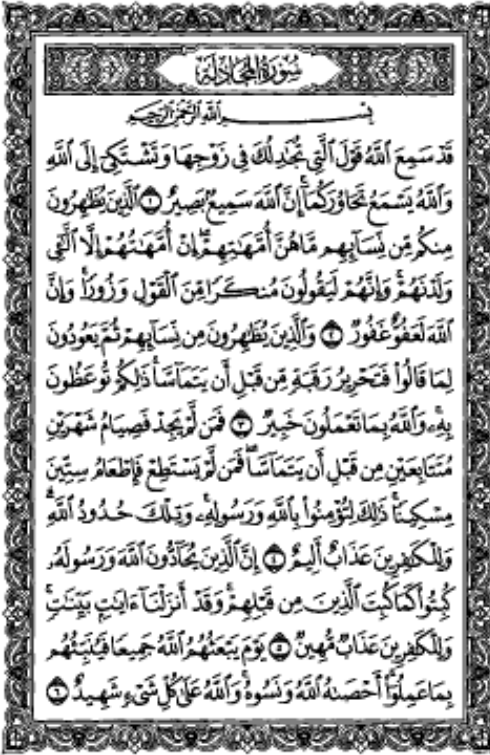 سُورَةُ المُجَادلَة
بِسْمِ اللَّهِ الرَّحْمَٰنِ الرَّحِيمِ
قَدْ سَمِعَ ٱللَّهُ قَوْلَ ٱلَّتِى تُجَٰدِلُكَ فِى زَوْجِهَا وَتَشْتَكِىٓ إِلَى ٱللَّهِ
وَٱللَّهُ يَسْمَعُ تَحَاوُرَكُمَآ إِنَّ ٱللَّهَ سَمِيعٌۢ بَصِيرٌ ١ ٱلَّذِينَ يُظَٰهِرُونَ
مِنكُم مِّن نِّسَآئِهِم مَّا هُنَّ أُمَّهَٰتِهِمْ إِنْ أُمَّهَٰتُهُمْ إِلَّا ٱلَّٰٓـِٔى
وَلَدْنَهُمْ وَإِنَّهُمْ لَيَقُولُونَ مُنكَرًا مِّنَ ٱلْقَوْلِ وَزُورًا وَإِنَّ
ٱللَّهَ لَعَفُوٌّ غَفُورٌ ٢ وَٱلَّذِينَ يُظَٰهِرُونَ مِن نِّسَآئِهِمْ ثُمَّ يَعُودُونَ
لِمَا قَالُوا۟ فَتَحْرِيرُ رَقَبَةٍ مِّن قَبْلِ أَن يَتَمَآسَّا ذَٰلِكُمْ تُوعَظُونَ
بِهِۦ وَٱللَّهُ بِمَا تَعْمَلُونَ خَبِيرٌ ٣ فَمَن لَّمْ يَجِدْ فَصِيَامُ شَهْرَيْنِ
مُتَتَابِعَيْنِ مِن قَبْلِ أَن يَتَمَآسَّا فَمَن لَّمْ يَسْتَطِعْ فَإِطْعَامُ سِتِّينَ
مِسْكِينًا ذَٰلِكَ لِتُؤْمِنُوا۟ بِٱللَّهِ وَرَسُولِهِۦ وَتِلْكَ حُدُودُ ٱللَّهِ
وَلِلْكَٰفِرِينَ عَذَابٌ أَلِيمٌ ٤ إِنَّ ٱلَّذِينَ يُحَآدُّونَ ٱللَّهَ وَرَسُولَهُۥ
كُبِتُوا۟ كَمَا كُبِتَ ٱلَّذِينَ مِن قَبْلِهِمْ وَقَدْ أَنزَلْنَآ ءَايَٰتٍۭ بَيِّنَٰتٍ
وَلِلْكَٰفِرِينَ عَذَابٌ مُّهِينٌ ٥ يَوْمَ يَبْعَثُهُمُ ٱللَّهُ جَمِيعًا فَيُنَبِّئُهُم
بِمَا عَمِلُوٓا۟ أَحْصَىٰهُ ٱللَّهُ وَنَسُوهُ وَٱللَّهُ عَلَىٰ كُلِّ شَىْءٍ شَهِيدٌ ٦